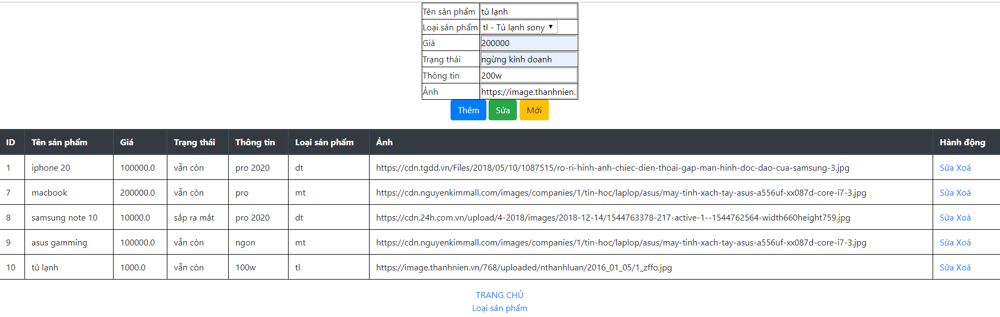 Tên sản phẩm tủ lạnh
Loại sản phẩm tl - Tủ lạnh sony
Giá 200000
Trạng thái ngừng kinh doanh
Thông tin 200w
Ảnh https://image.thanhnien.
Thêm Sửa Mới
ID Tên sản phẩm Giá Trạng thái Thông tin Loại sản phẩm Ảnh Hành động
1 iphone 20 100000.0 vẫn còn pro 2020 dt https://cdn.tgdd.vn/Files/2018/05/10/1087515/ro-ri-hinh-anh-chiec-dien-thoai-gap-man-hinh-doc-dao-cua-samsung-3.jpg Sửa Xoá
7 macbook 200000.0 vẫn còn pro mt https://cdn.nguyenkimmall.com/images/companies/1/tin-hoc/laplop/asus/may-tinh-xach-tay-asus-a556uf-xx087d-core-i7-3.jpg Sửa Xoá
8 samsung note 10 10000.0 sắp ra mắt pro 2020 dt https://cdn.24h.com.vn/upload/4-2018/images/2018-12-14/1544763378-217-active-1--1544762564-width660height759.jpg Sửa Xoá
9 asus gamming 100000.0 vẫn còn ngon mt https://cdn.nguyenkimmall.com/images/companies/1/tin-hoc/laplop/asus/may-tinh-xach-tay-asus-a556uf-xx087d-core-i7-3.jpg Sửa Xoá
10 tủ lạnh 1000.0 vẫn còn 100w tl https://image.thanhnien.vn/768/uploaded/nthanhluan/2016_01_05/1_zffo.jpg Sửa Xoá
TRANG CHỦ
Loại sản phẩm